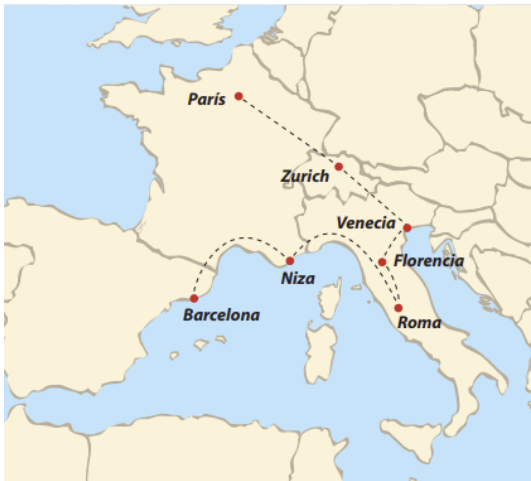 París
Zurich
Venecia
Florencia
Niza
Barcelona
Roma